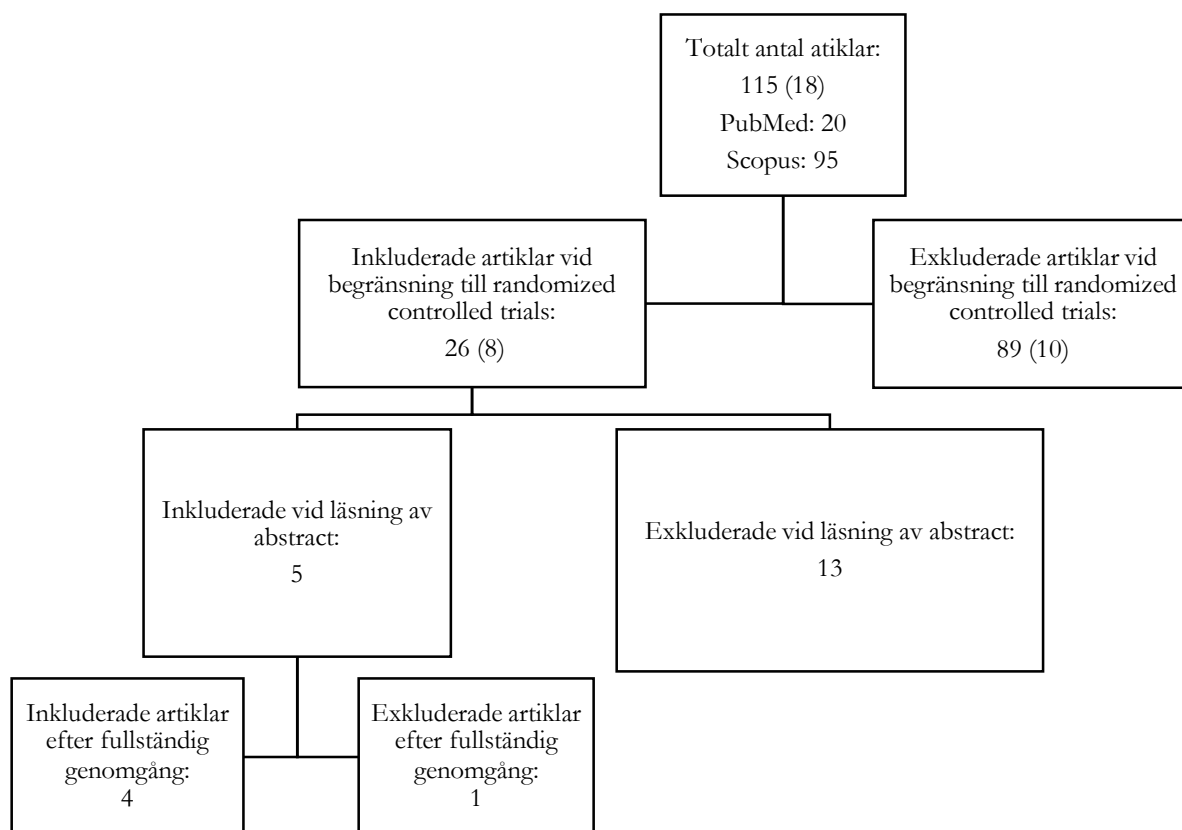 Totalt antal atiklar:
115 (18)
PubMed: 20
Scopus: 95
Inkluderade artiklar vid
begränsning till randomized
controlled trials:
26 (8)
Exkluderade artiklar vid
begränsning till randomized
controlled trials:
89 (10)
Inkluderade vid läsning av
abstract:
5
Exkluderade vid läsning av abstract:
13
Inkluderade artiklar
efter fullständig
genomgång:
4
Exkluderade artiklar
efter fullständig
genomgång:
1